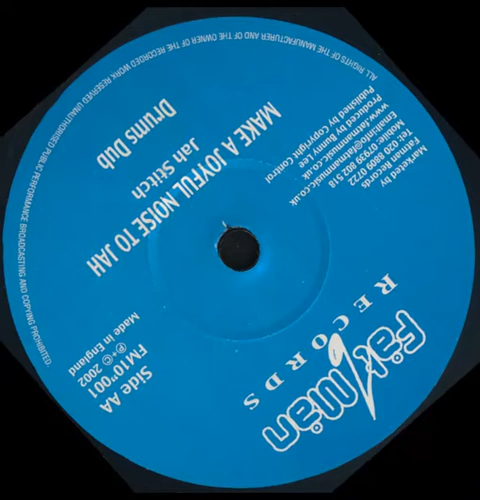 Fat Man
RECORDS
Side AA
FM10"001
℗+© 2002
Made in England
MAKE A JOYFUL NOISE TO JAH
Jah Stitch
Drums Dub
Marketed by
Fatman Records
Tel: 020 8809 0722
Mobile: 07939 802 518
Email:info@fatmanmusic.co.uk
www.fatmanmusic.co.uk
Produced by Bunny Lee
Published by Copyright Control
ALL RIGHTS OF THE MANUFACTURER AND OF THE OWNER OF THE RECORDED WORK RESERVED UNAUTHORISED PUBLIC PERFORMANCE BROADCASTING AND COPYING PROHIBITED.